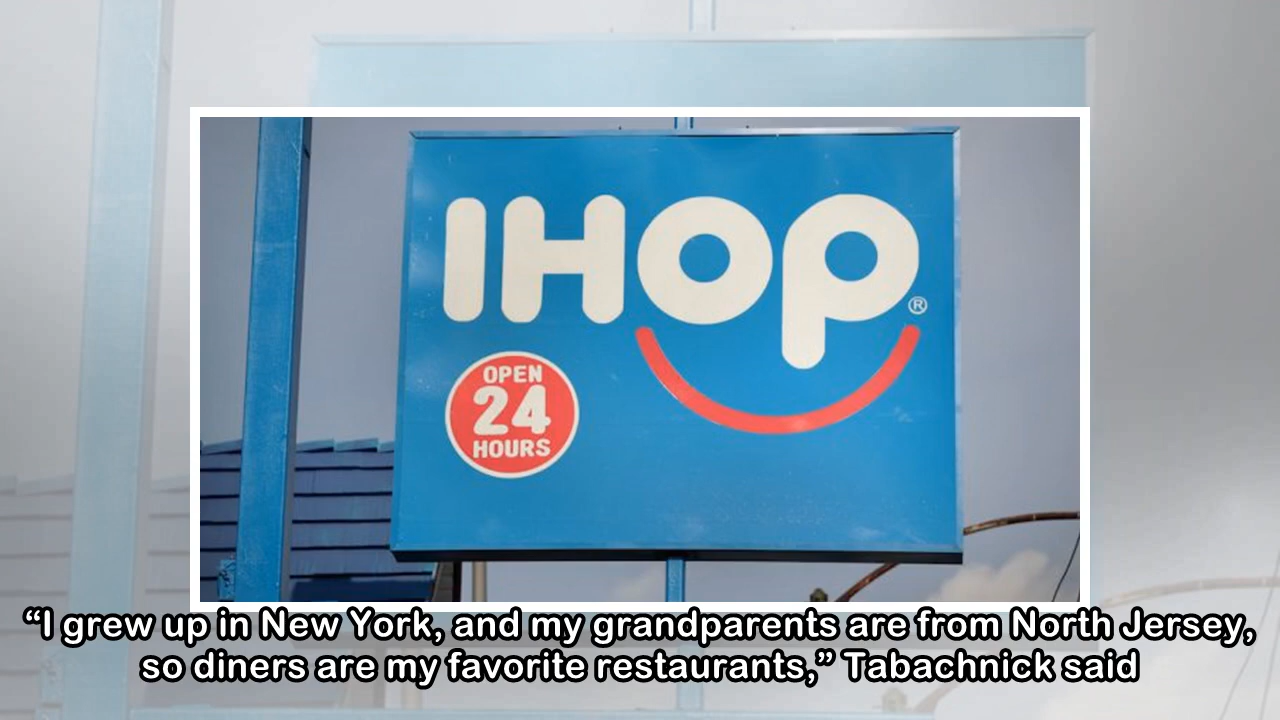 IHOP®
OPEN
24
HOURS
“I grew up in New York, and my grandparents are from North Jersey,
so diners are my favorite restaurants,” Tabachnick said